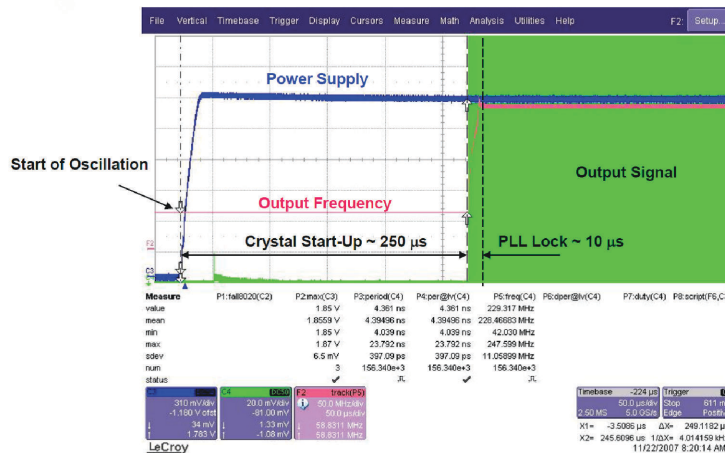 File Vertical Timebase Trigger Display Cursors Measure Math Analysis Utilities Help F2: Setup...
Power Supply
Start of Oscillation
Output Signal
Output Frequency
F2
Crystal Start-Up ~ 250 µs PLL Lock ~ 10 µs
C3
Measure P1:fall8020(C2) P2:max(C3) P3:period(C4) P4:per@lv(C4) P5:freq(C4) P6:dper@lv(C4) P7:duty(C4) P8:script(F6,C3
value 1.85 V 4.361 ns 4.361 ns 229.317 MHz
mean 1.8559 V 4.39496 ns 4.39496 ns 228.46683 MHz
min 1.85 V 4.039 ns 4.039 ns 42.030 MHz
max 1.87 V 23.792 ns 23.792 ns 247.599 MHz
sdev 6.5 mV 397.09 ps 397.09 ps 11.05899 MHz
num 3 156.340e+3 156.340e+3 156.340e+3
status
C4 DC50 F2 track(P5) Timebase -224 µs Trigger
310 mV/div 20.0 mV/div 50.0 MHz/div 50.0 µs/div Stop 611 m
-1.180 V ofst -81.00 mV 50.0 µs/div 2.50 MS 5.0 GS/s Edge Positiv
34 mV 1.33 mV 58.8311 MHz X1= -3.5086 µs ΔX= 249.1182 µs
1.783 V -1.08 mV 58.8311 MHz X2= 245.6096 µs 1/ΔX= 4.014159 kH
LeCroy 11/22/2007 8:20:14 AM